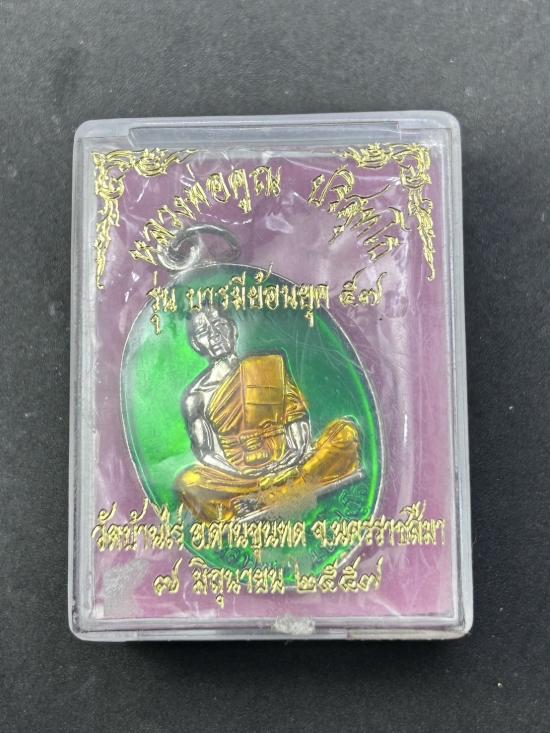 หลวงพ่อคูณ ปริสุทโธ
รุ่น บารมีย้อนยุค ๕๗
วัดบ้านไร่ อ.ด่านขุนทด จ.นครราชสีมา
๗ มิถุนายน ๒๕๕๗